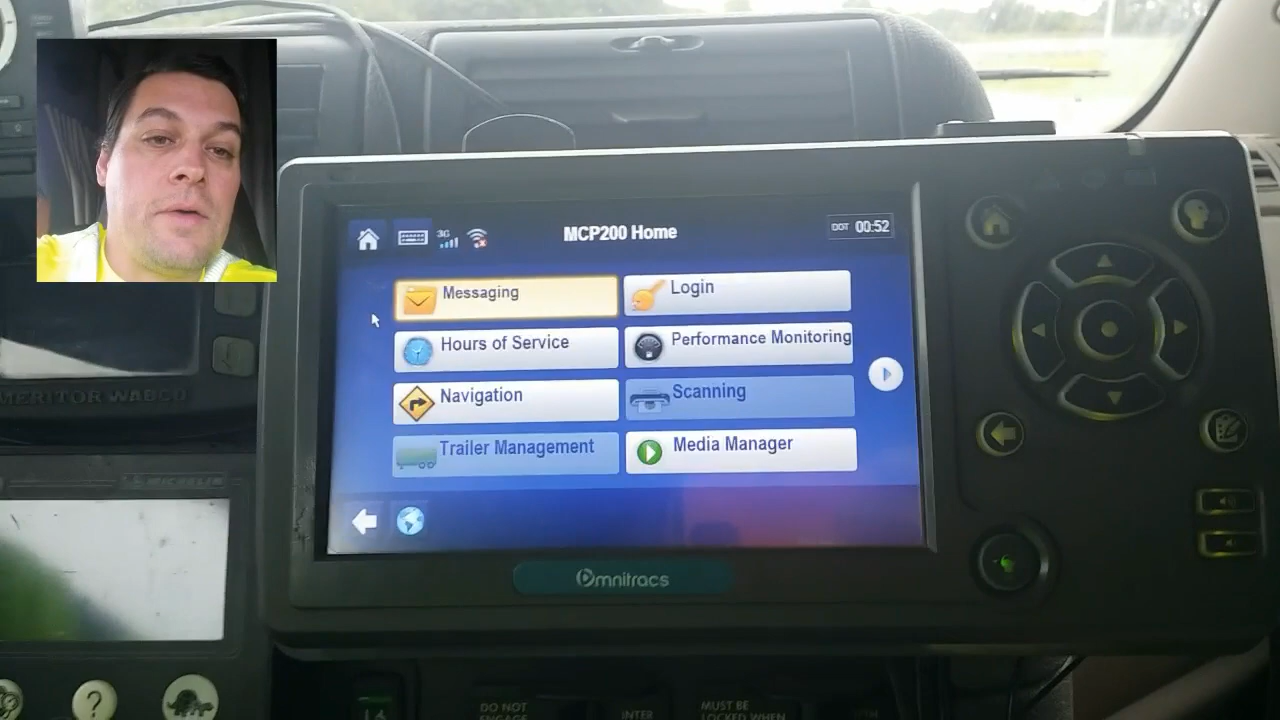 3G
MCP200 Home
DOT 00:52
Messaging
Login
Hours of Service
Performance Monitoring
Navigation
Scanning
Trailer Management
Media Manager
Omnitracs
MERITOR WABCO
?
DO NOT
ENGAGE
INTER
MUST BE
LOCKED WHEN